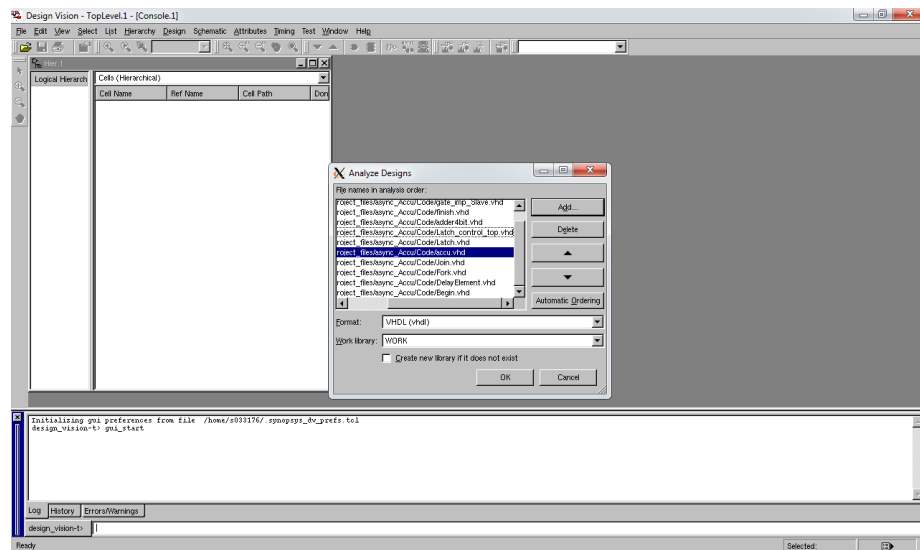 Design Vision - TopLevel.1 - [Console.1]
File Edit View Select List Hierarchy Design Schematic Attributes Timing Test Window Help
Hier.1
Logical Hierarch
Cells (Hierarchical)
Cell Name Ref Name Cell Path Don
Analyze Designs
File names in analysis order:
roject_files/async_Accu/Code/gate_imp_Slave.vhd
roject_files/async_Accu/Code/finish.vhd
roject_files/async_Accu/Code/adder4bit.vhd
roject_files/async_Accu/Code/Latch_control_top.vhd
roject_files/async_Accu/Code/Latch.vhd
roject_files/async_Accu/Code/accu.vhd
roject_files/async_Accu/Code/Join.vhd
roject_files/async_Accu/Code/Fork.vhd
roject_files/async_Accu/Code/DelayElement.vhd
roject_files/async_Accu/Code/Begin.vhd
Add...
Delete
Automatic Ordering
Format: VHDL (vhdl)
Work library: WORK
Create new library if it does not exist
OK Cancel
Initializing gui preferences from file /home/s033176/.synopsys_dv_prefs.tcl
design_vision-t> gui_start
Log History Errors/Warnings
design_vision-t>
Ready Selected: